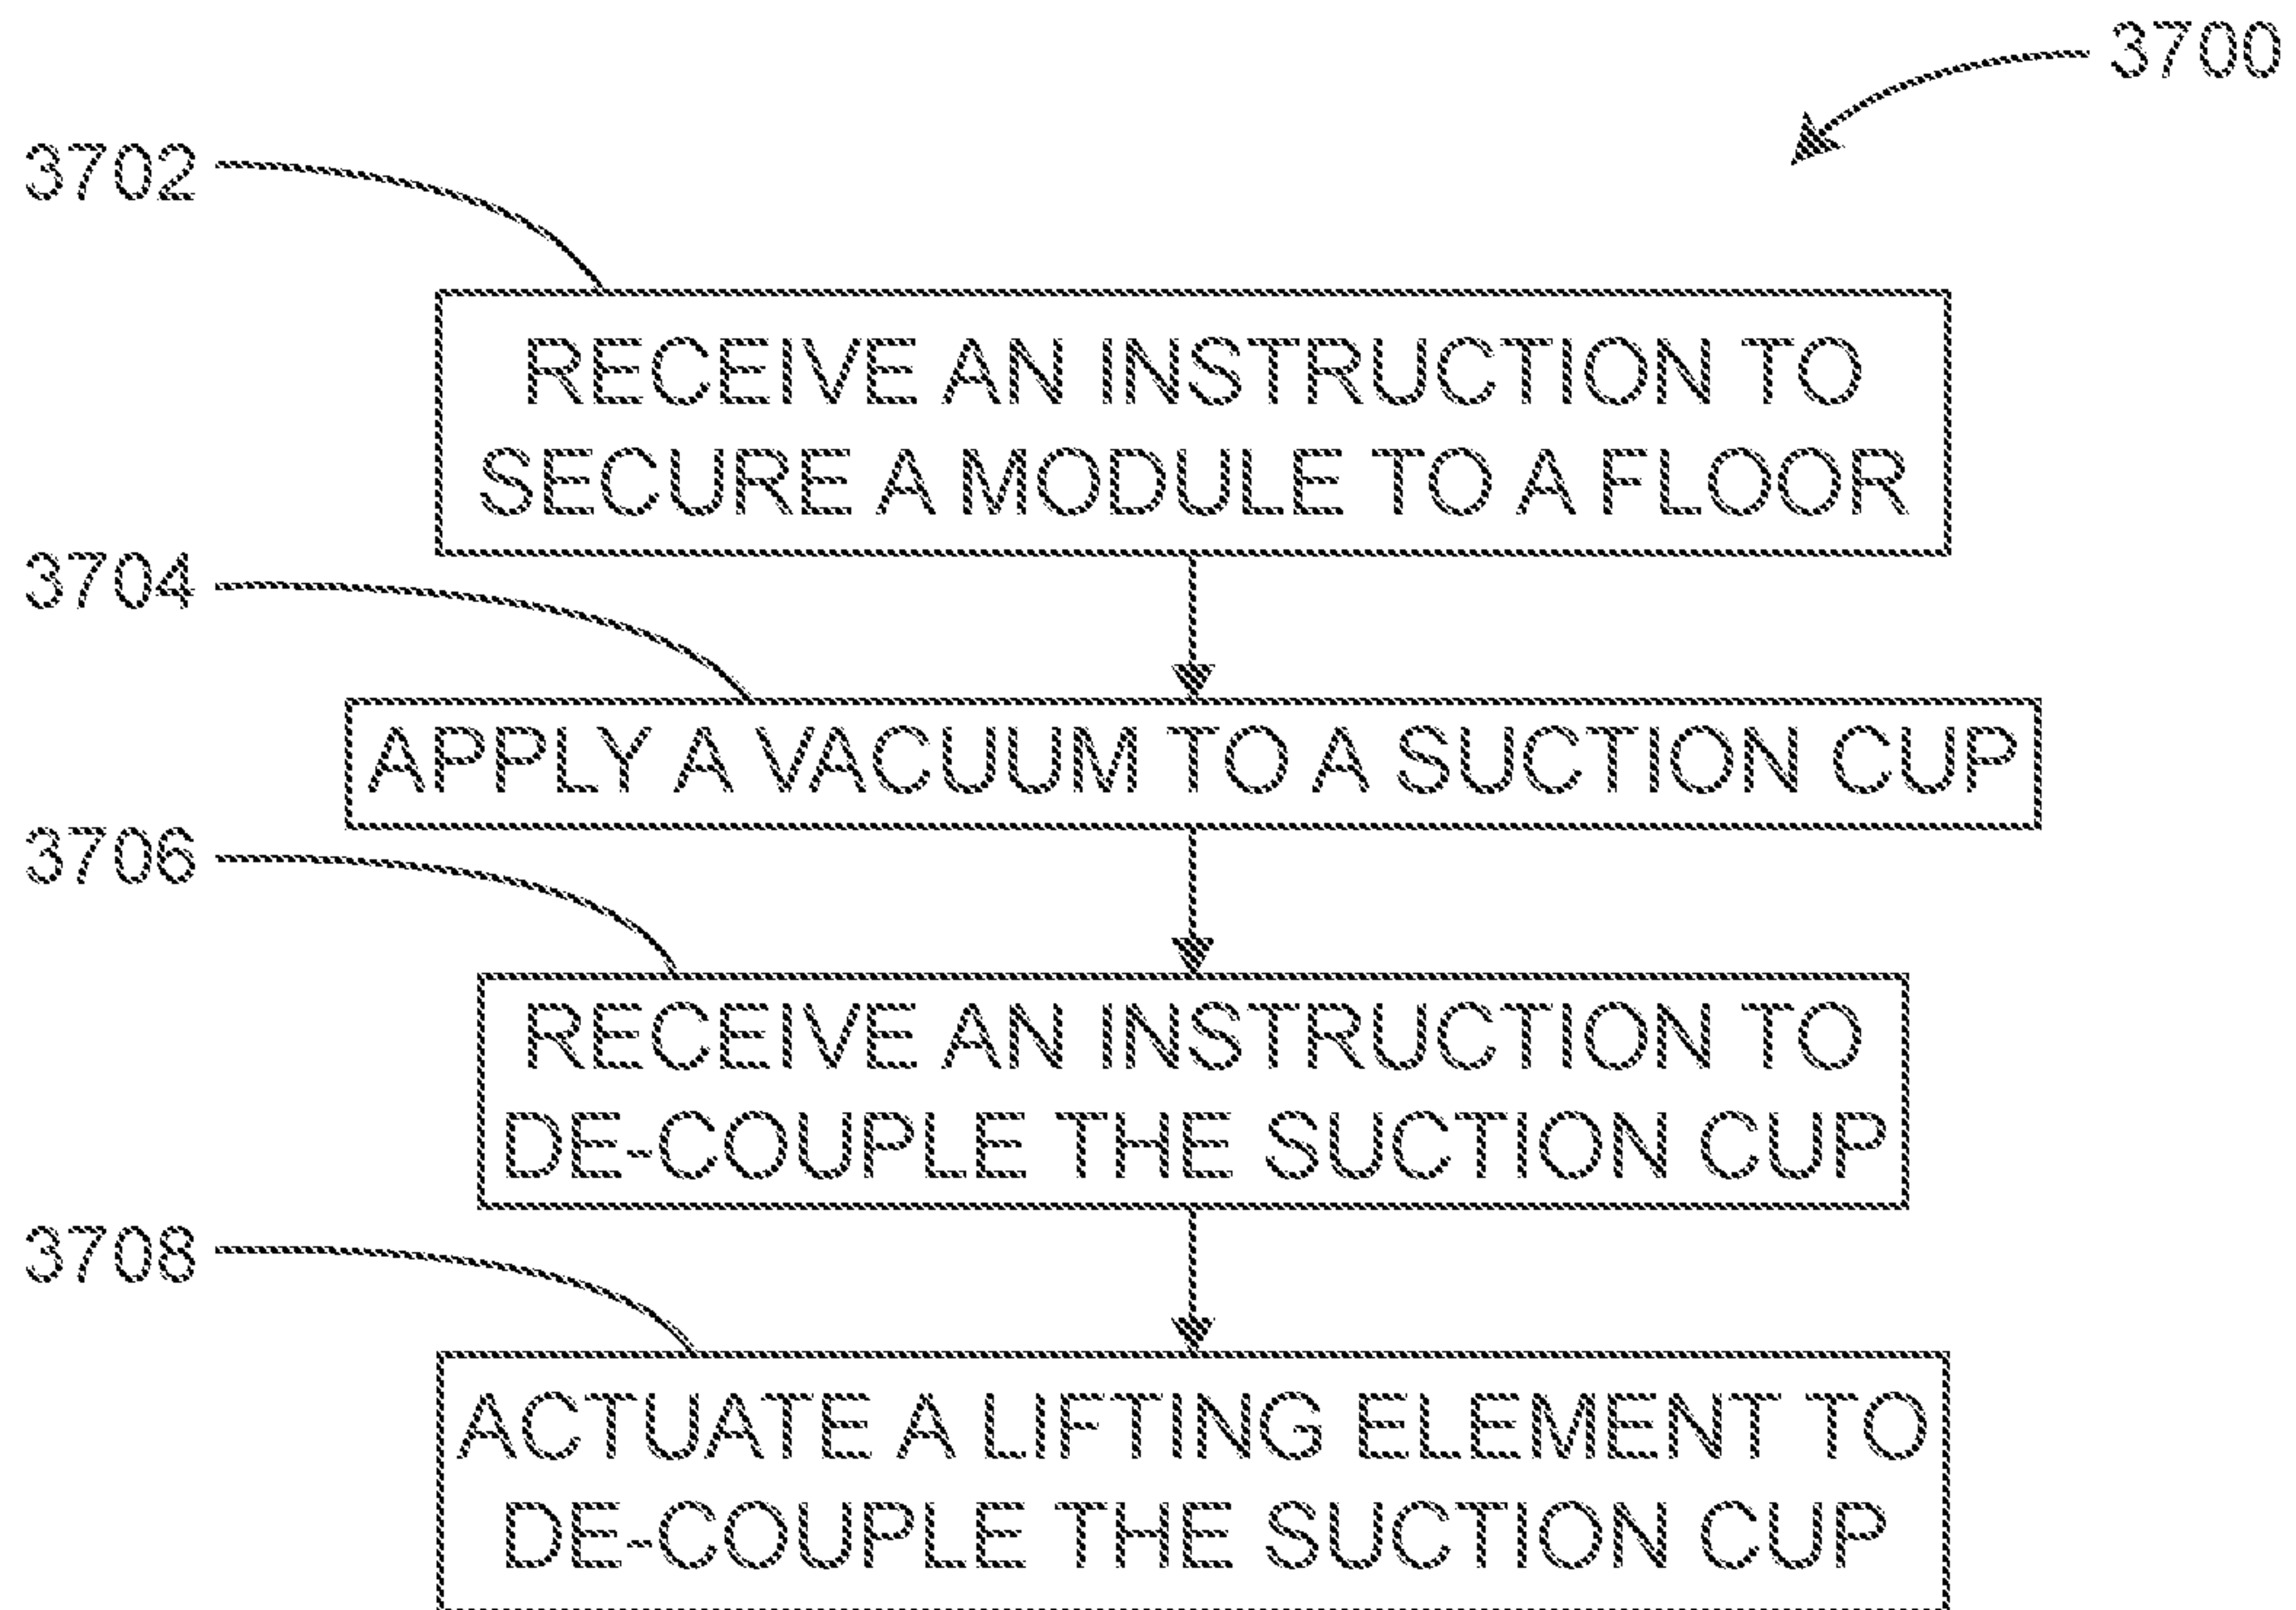 3700
3702
RECEIVE AN INSTRUCTION TO
SECURE A MODULE TO A FLOOR
3704
APPLY A VACUUM TO A SUCTION CUP
3706
RECEIVE AN INSTRUCTION TO
DE-COUPLE THE SUCTION CUP
3708
ACTUATE A LIFTING ELEMENT TO
DE-COUPLE THE SUCTION CUP